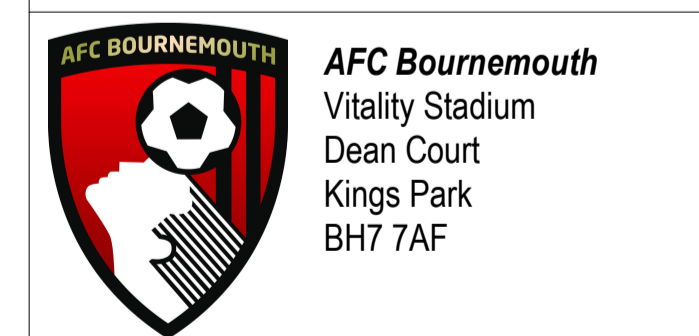 AFC BOURNEMOUTH
AFC Bournemouth
Vitality Stadium
Dean Court
Kings Park
BH7 7AF